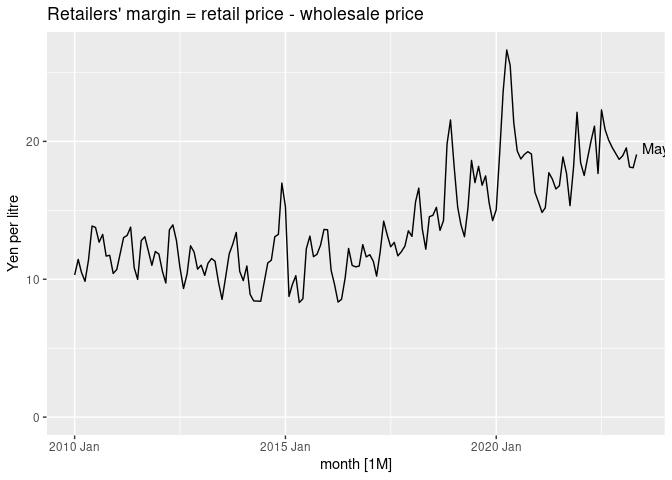 Retailers' margin = retail price - wholesale price
Yen per litre
20
10
0
May
2010 Jan
2015 Jan
2020 Jan
month [1M]